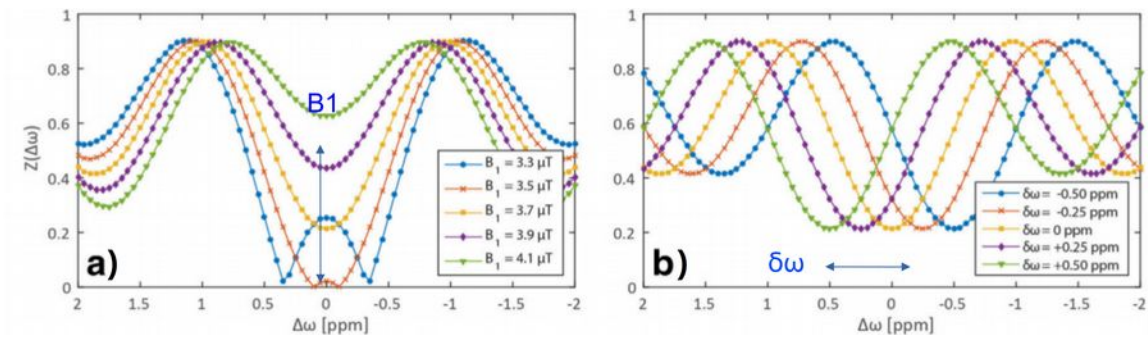 1
0.8
0.6
0.4
0.2
0
Z(Δω)
B1
B₁ = 3.3 μT
B₁ = 3.5 μT
B₁ = 3.7 μT
B₁ = 3.9 μT
B₁ = 4.1 μT
a)
2 1.5 1 0.5 0 -0.5 -1 -1.5 -2
Δω [ppm]
1
0.8
0.6
0.4
0.2
0
δω= -0.50 ppm
δω= -0.25 ppm
δω= 0 ppm
δω= +0.25 ppm
δω= +0.50 ppm
b)
δω
2 1.5 1 0.5 0 -0.5 -1 -1.5 -2
Δω [ppm]